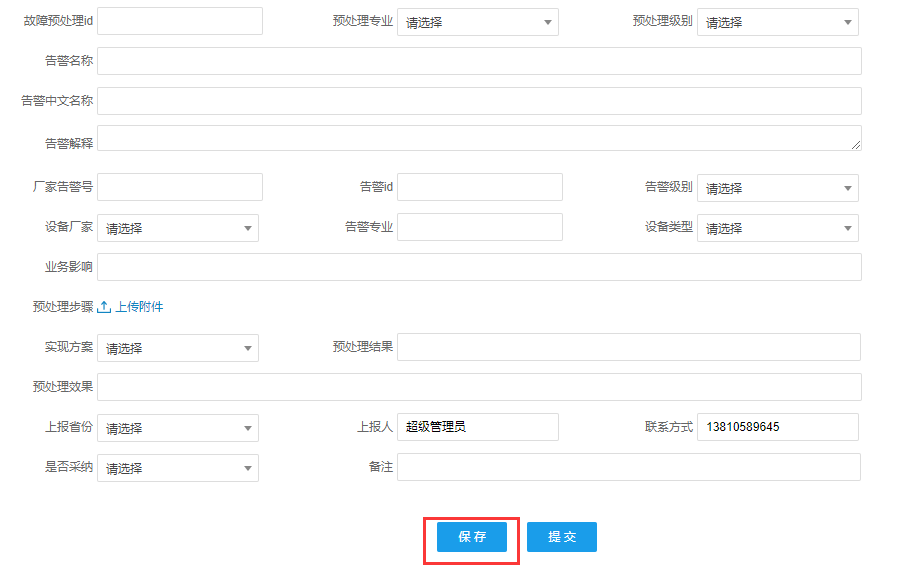 故障预处理id 预处理专业 请选择 预处理级别 请选择
告警名称
告警中文名称
告警解释
厂家告警号 告警id 告警级别 请选择
设备厂家 请选择 告警专业 设备类型 请选择
业务影响
预处理步骤 上传附件
实现方案 请选择 预处理结果
预处理效果
上报省份 请选择 上报人 超级管理员 联系方式 13810589645
是否采纳 请选择 备注
保存 提交